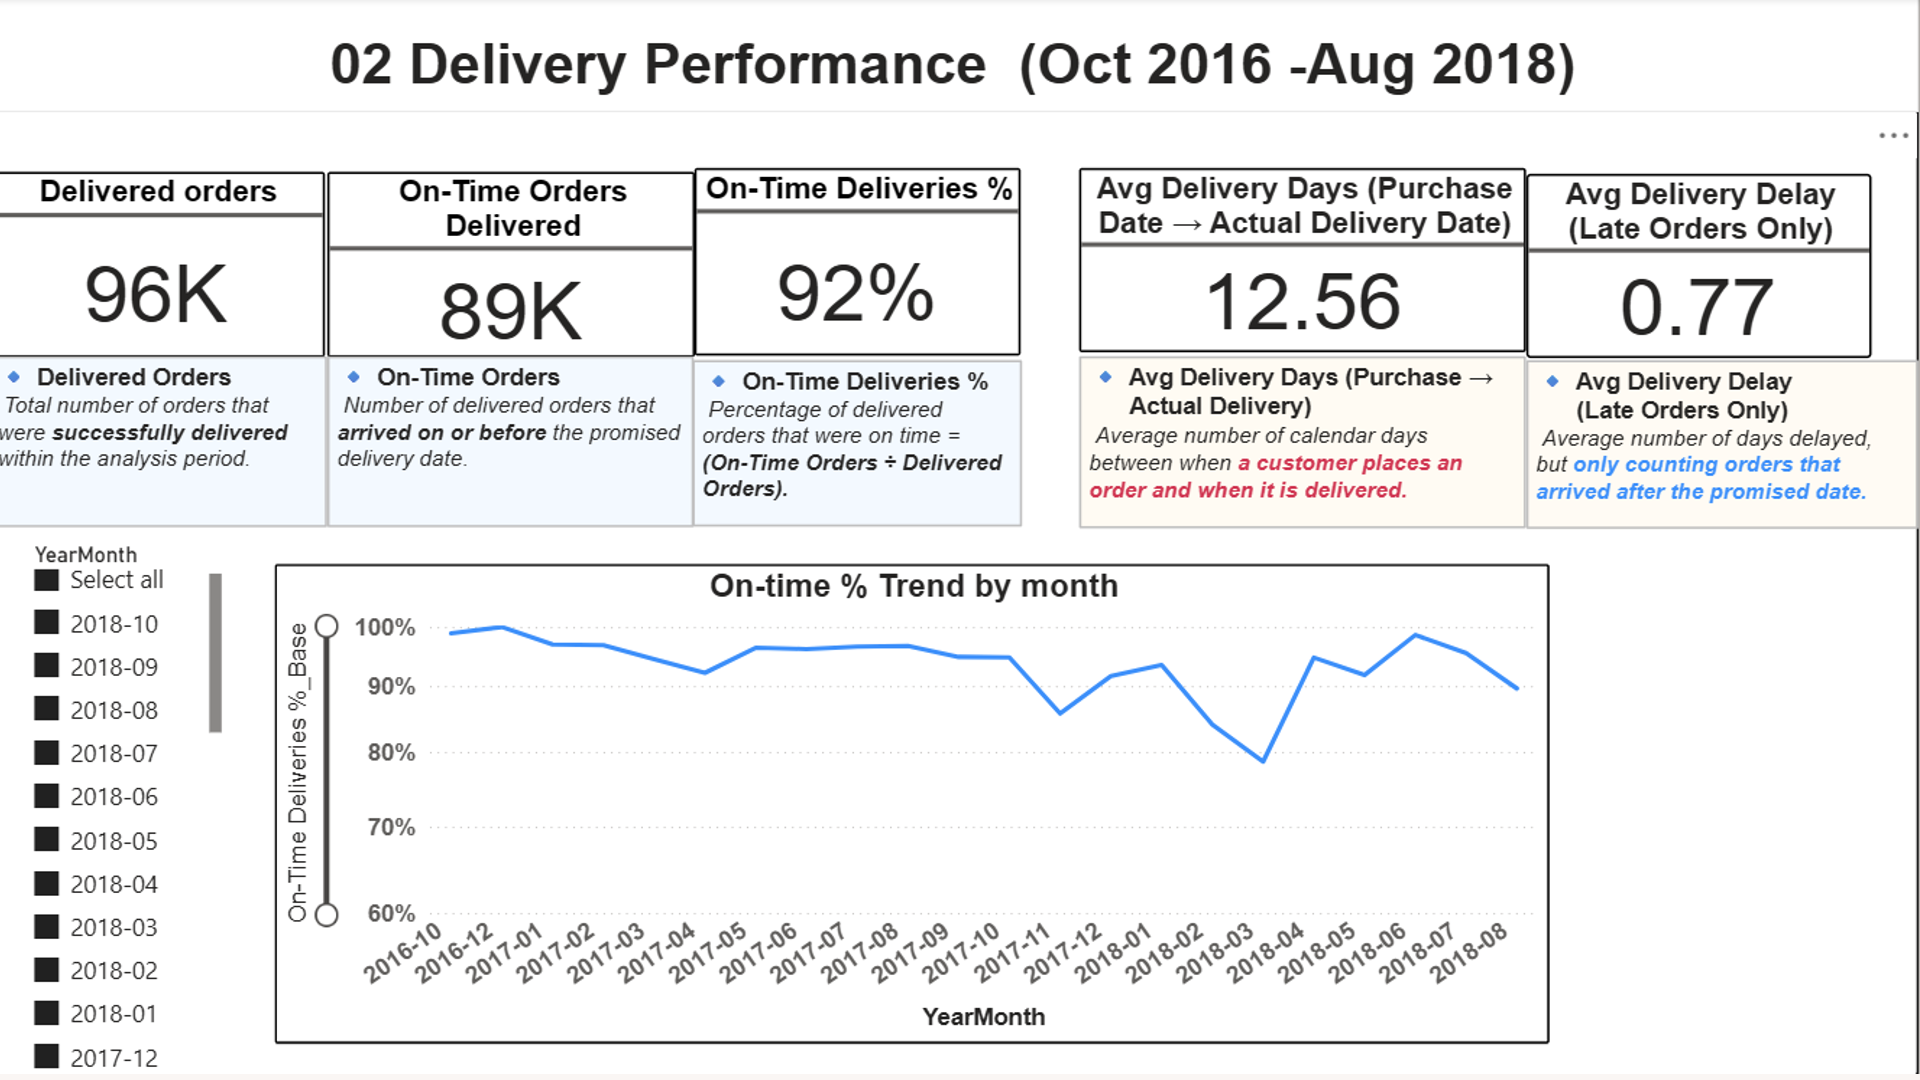 02 Delivery Performance  (Oct 2016 -Aug 2018)
Delivered orders
96K
On-Time Orders
Delivered
89K
On-Time Deliveries %
92%
Avg Delivery Days (Purchase
Date → Actual Delivery Date)
12.56
Avg Delivery Delay
(Late Orders Only)
0.77
Delivered Orders
Total number of orders that
were successfully delivered
within the analysis period.
On-Time Orders
Number of delivered orders that
arrived on or before the promised
delivery date.
On-Time Deliveries %
Percentage of delivered
orders that were on time =
(On-Time Orders ÷ Delivered
Orders).
Avg Delivery Days (Purchase →
Actual Delivery)
Average number of calendar days
between when a customer places an
order and when it is delivered.
Avg Delivery Delay
(Late Orders Only)
Average number of days delayed,
but only counting orders that
arrived after the promised date.
YearMonth
Select all
2018-10
2018-09
2018-08
2018-07
2018-06
2018-05
2018-04
2018-03
2018-02
2018-01
2017-12
On-time % Trend by month
On-Time Deliveries %_Base
100%
90%
80%
70%
60%
2016-10
2016-12
2017-01
2017-02
2017-03
2017-04
2017-05
2017-06
2017-07
2017-08
2017-09
2017-10
2017-11
2017-12
2018-01
2018-02
2018-03
2018-04
2018-05
2018-06
2018-07
2018-08
YearMonth